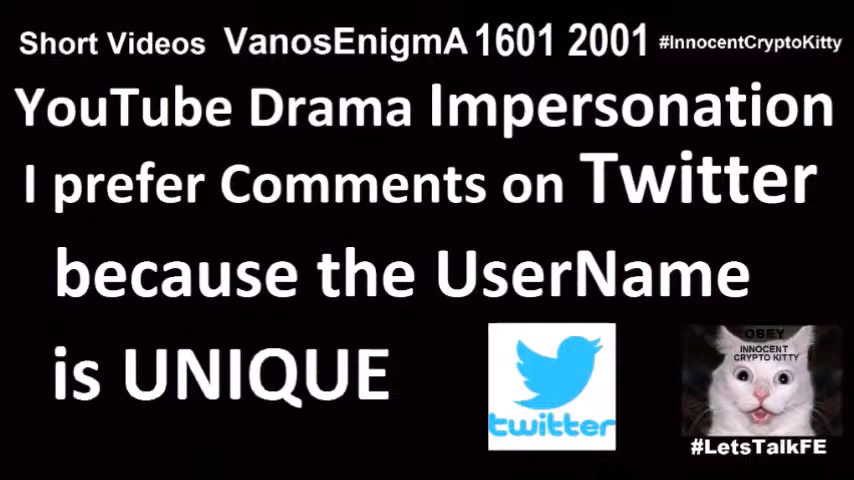 Short Videos VanosEnigmA 1601 2001 #InnocentCryptoKitty
YouTube Drama Impersonation
I prefer Comments on Twitter
because the UserName
is UNIQUE
twitter
OBEY
INNOCENT
CRYPTO KITTY
#LetsTalkFE